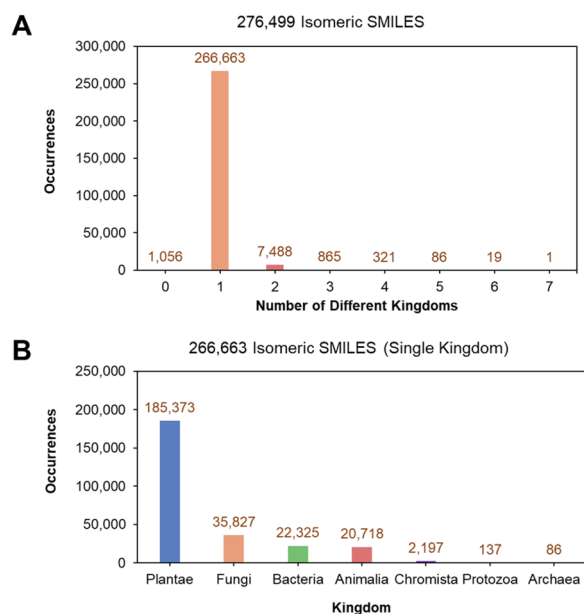 A
276,499 Isomeric SMILES
300,000
250,000
200,000
150,000
100,000
50,000
0
Occurrences
1,056
266,663
7,488
865
321
86
19
1
0 1 2 3 4 5 6 7
Number of Different Kingdoms
B
266,663 Isomeric SMILES (Single Kingdom)
250,000
200,000
150,000
100,000
50,000
0
Occurrences
185,373
35,827
22,325
20,718
2,197
137
86
Plantae Fungi Bacteria Animalia Chromista Protozoa Archaea
Kingdom